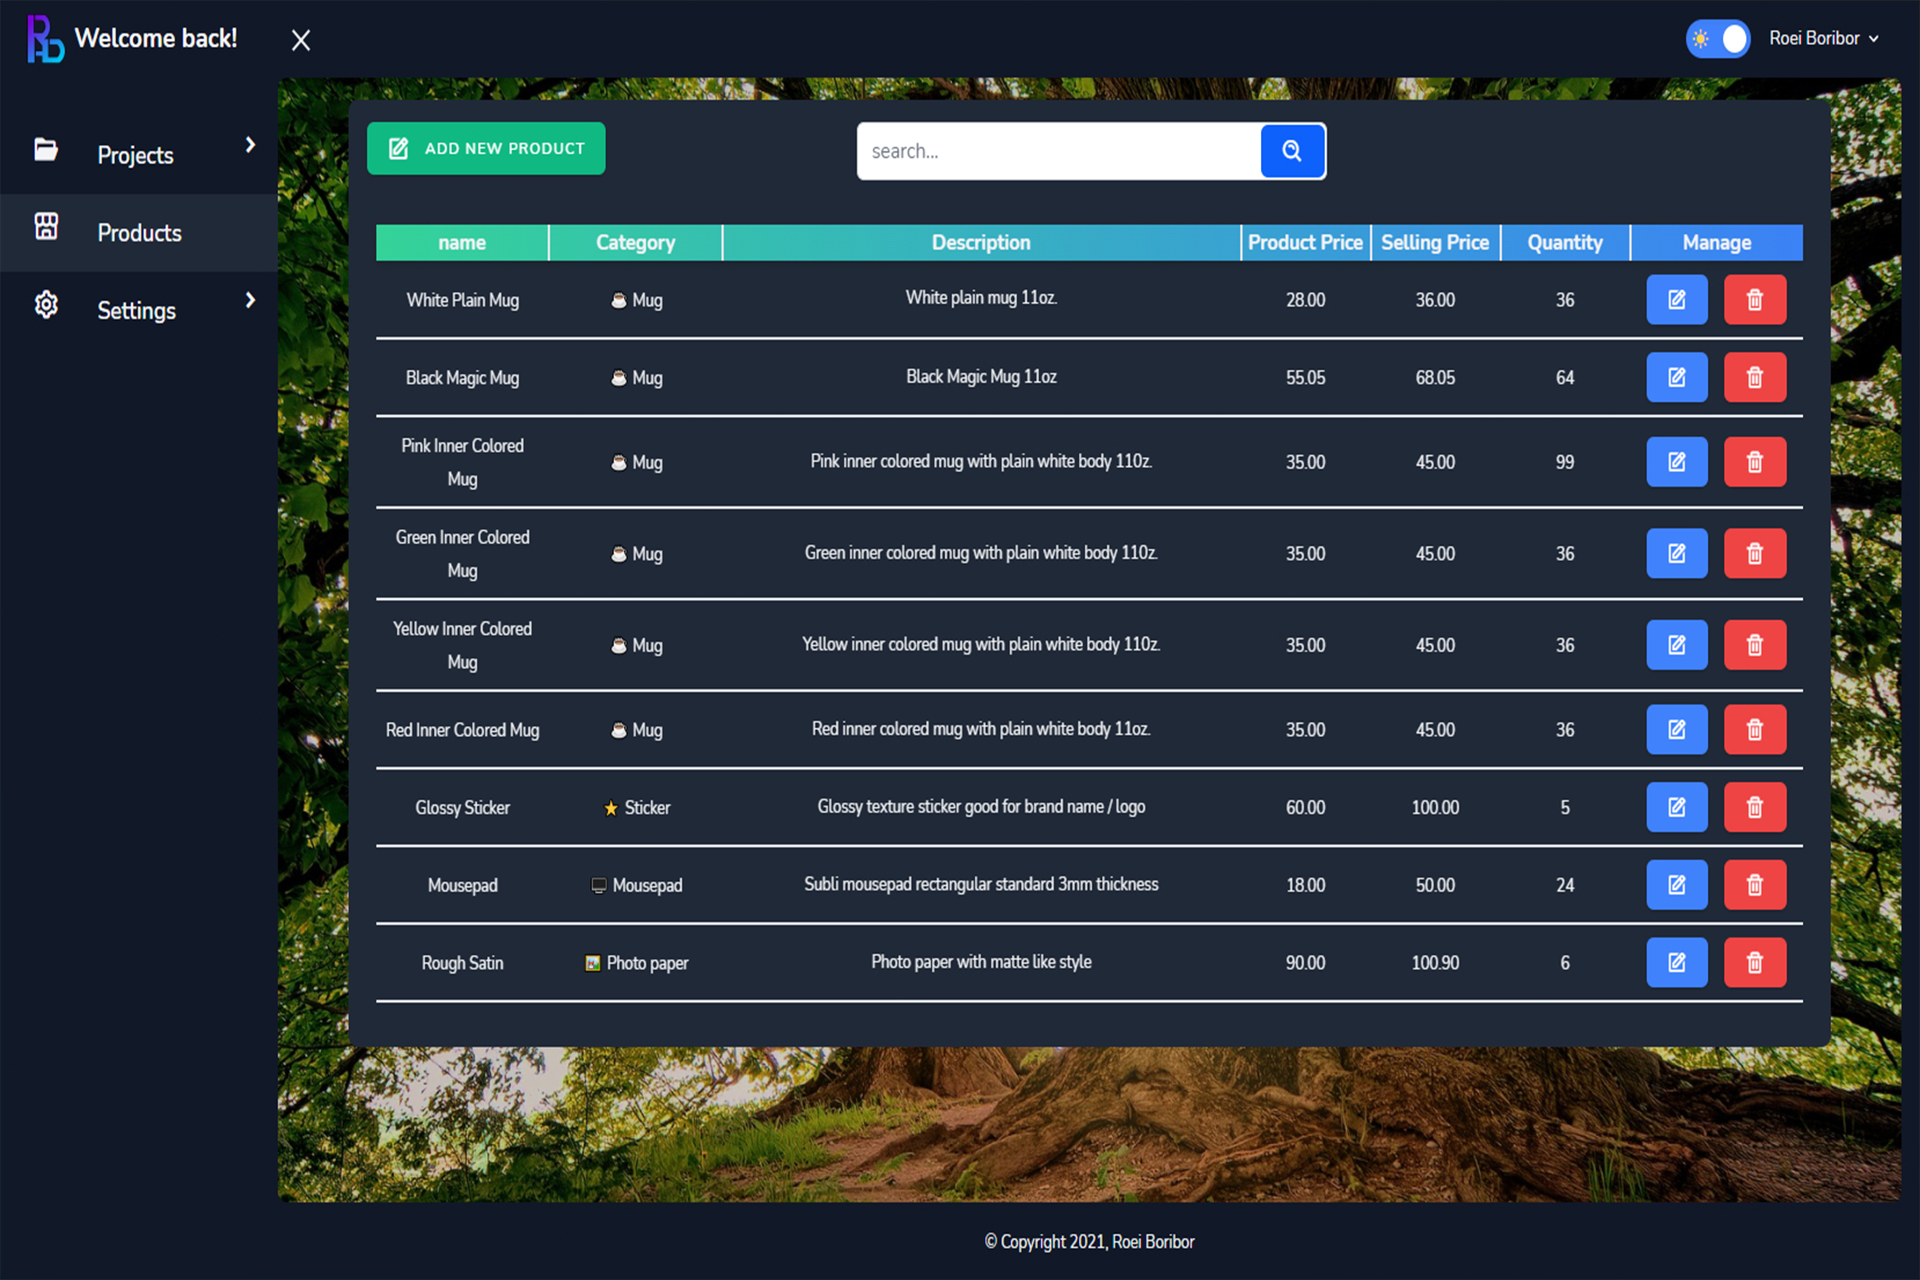 Welcome back!
Roei Boribor
Projects
Products
Settings
ADD NEW PRODUCT
search...
name Category Description Product Price Selling Price Quantity Manage
White Plain Mug Mug White plain mug 11oz. 28.00 36.00 36
Black Magic Mug Mug Black Magic Mug 11oz 55.05 68.05 64
Pink Inner Colored
Mug
Mug Pink inner colored mug with plain white body 110z. 35.00 45.00 99
Green Inner Colored
Mug
Mug Green inner colored mug with plain white body 110z. 35.00 45.00 36
Yellow Inner Colored
Mug
Mug Yellow inner colored mug with plain white body 110z. 35.00 45.00 36
Red Inner Colored Mug Mug Red inner colored mug with plain white body 11oz. 35.00 45.00 36
Glossy Sticker Sticker Glossy texture sticker good for brand name / logo 60.00 100.00 5
Mousepad Mousepad Subli mousepad rectangular standard 3mm thickness 18.00 50.00 24
Rough Satin Photo paper Photo paper with matte like style 90.00 100.90 6
© Copyright 2021, Roei Boribor